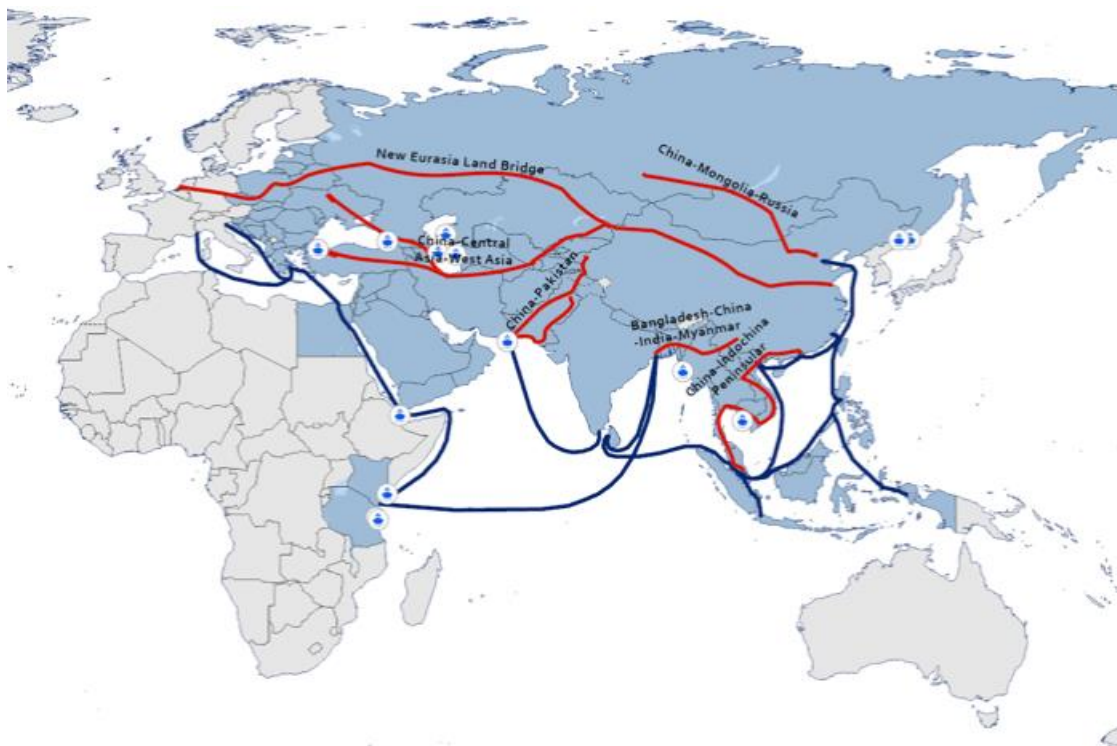 New Eurasia Land Bridge
China-Mongolia-Russia
China-Central
Asia-West Asia
China-Pakistan
Bangladesh-China
-India-Myanmar
China-Indochina
Peninsular